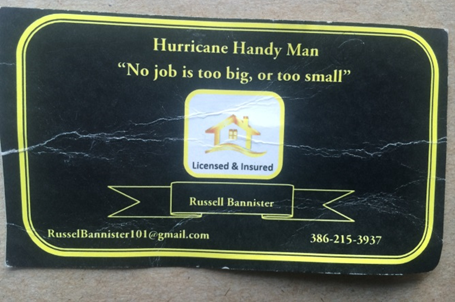 Hurricane Handy Man
“No job is too big, or too small”
Licensed & Insured
Russell Bannister
RusselBannister101@gmail.com
386-215-3937